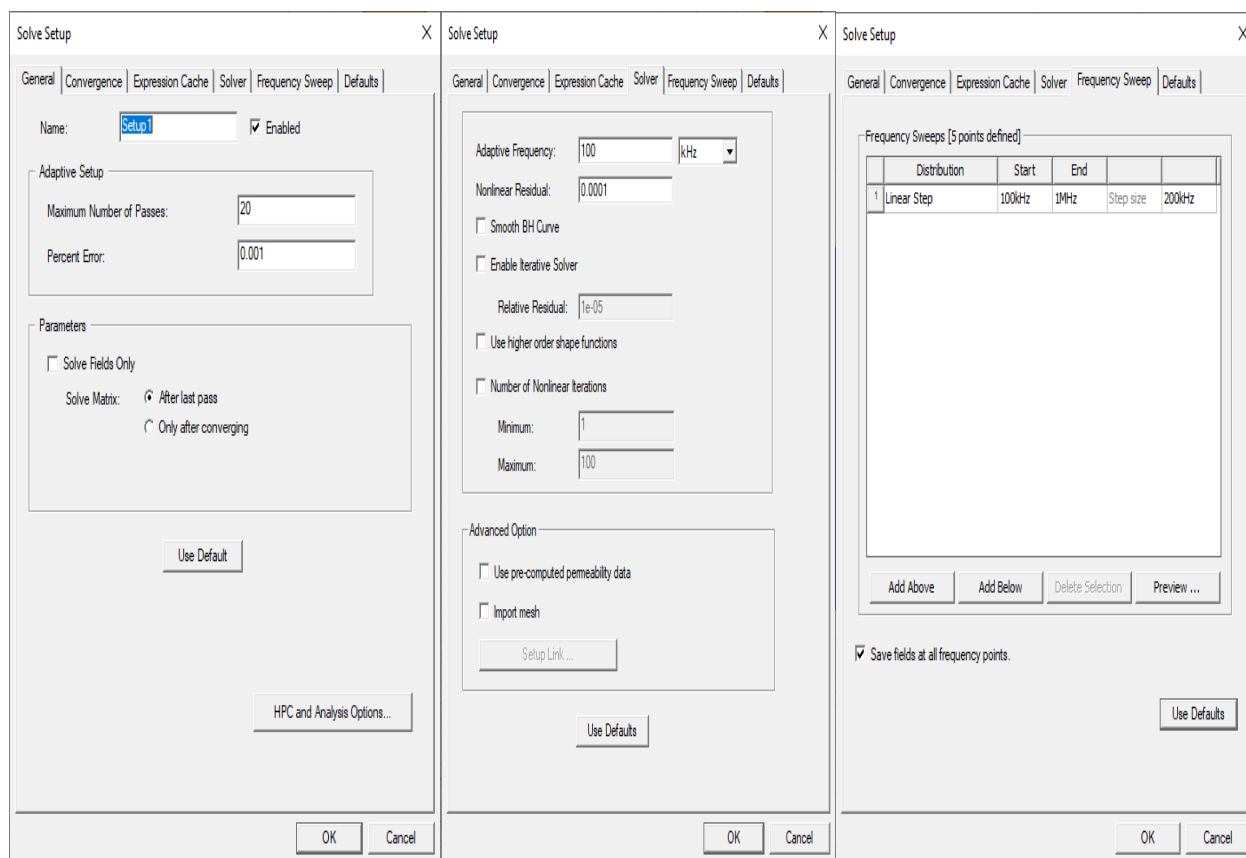 Solve Setup X
General Convergence Expression Cache Solver Frequency Sweep Defaults
Name: Setup1 Enabled
Adaptive Setup
Maximum Number of Passes: 20
Percent Error: 0.001
Parameters
Solve Fields Only
Solve Matrix: After last pass
Only after converging
Use Default
HPC and Analysis Options...
OK Cancel
Solve Setup X
General Convergence Expression Cache Solver Frequency Sweep Defaults
Adaptive Frequency: 100 kHz
Nonlinear Residual: 0.0001
Smooth BH Curve
Enable Iterative Solver
Relative Residual: 1e-05
Use higher order shape functions
Number of Nonlinear Iterations
Minimum: 1
Maximum: 100
Advanced Option
Use pre-computed permeability data
Import mesh
Setup Link ...
Use Defaults
OK Cancel
Solve Setup X
General Convergence Expression Cache Solver Frequency Sweep Defaults
Frequency Sweeps [5 points defined]
Distribution Start End
1 Linear Step 100kHz 1MHz Step size 200kHz
Add Above Add Below Delete Selection Preview ...
Save fields at all frequency points.
Use Defaults
OK Cancel